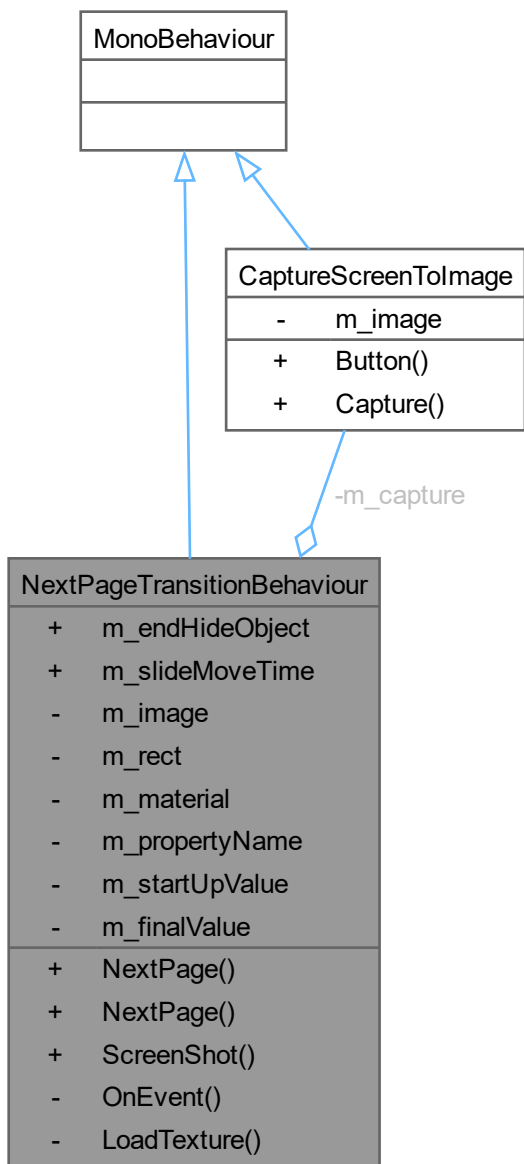 MonoBehaviour
CaptureScreenToImage
- m_image
+ Button()
+ Capture()
-m_capture
NextPageTransitionBehaviour
+ m_endHideObject
+ m_slideMoveTime
- m_image
- m_rect
- m_material
- m_propertyName
- m_startUpValue
- m_finalValue
+ NextPage()
+ NextPage()
+ ScreenShot()
- OnEvent()
- LoadTexture()